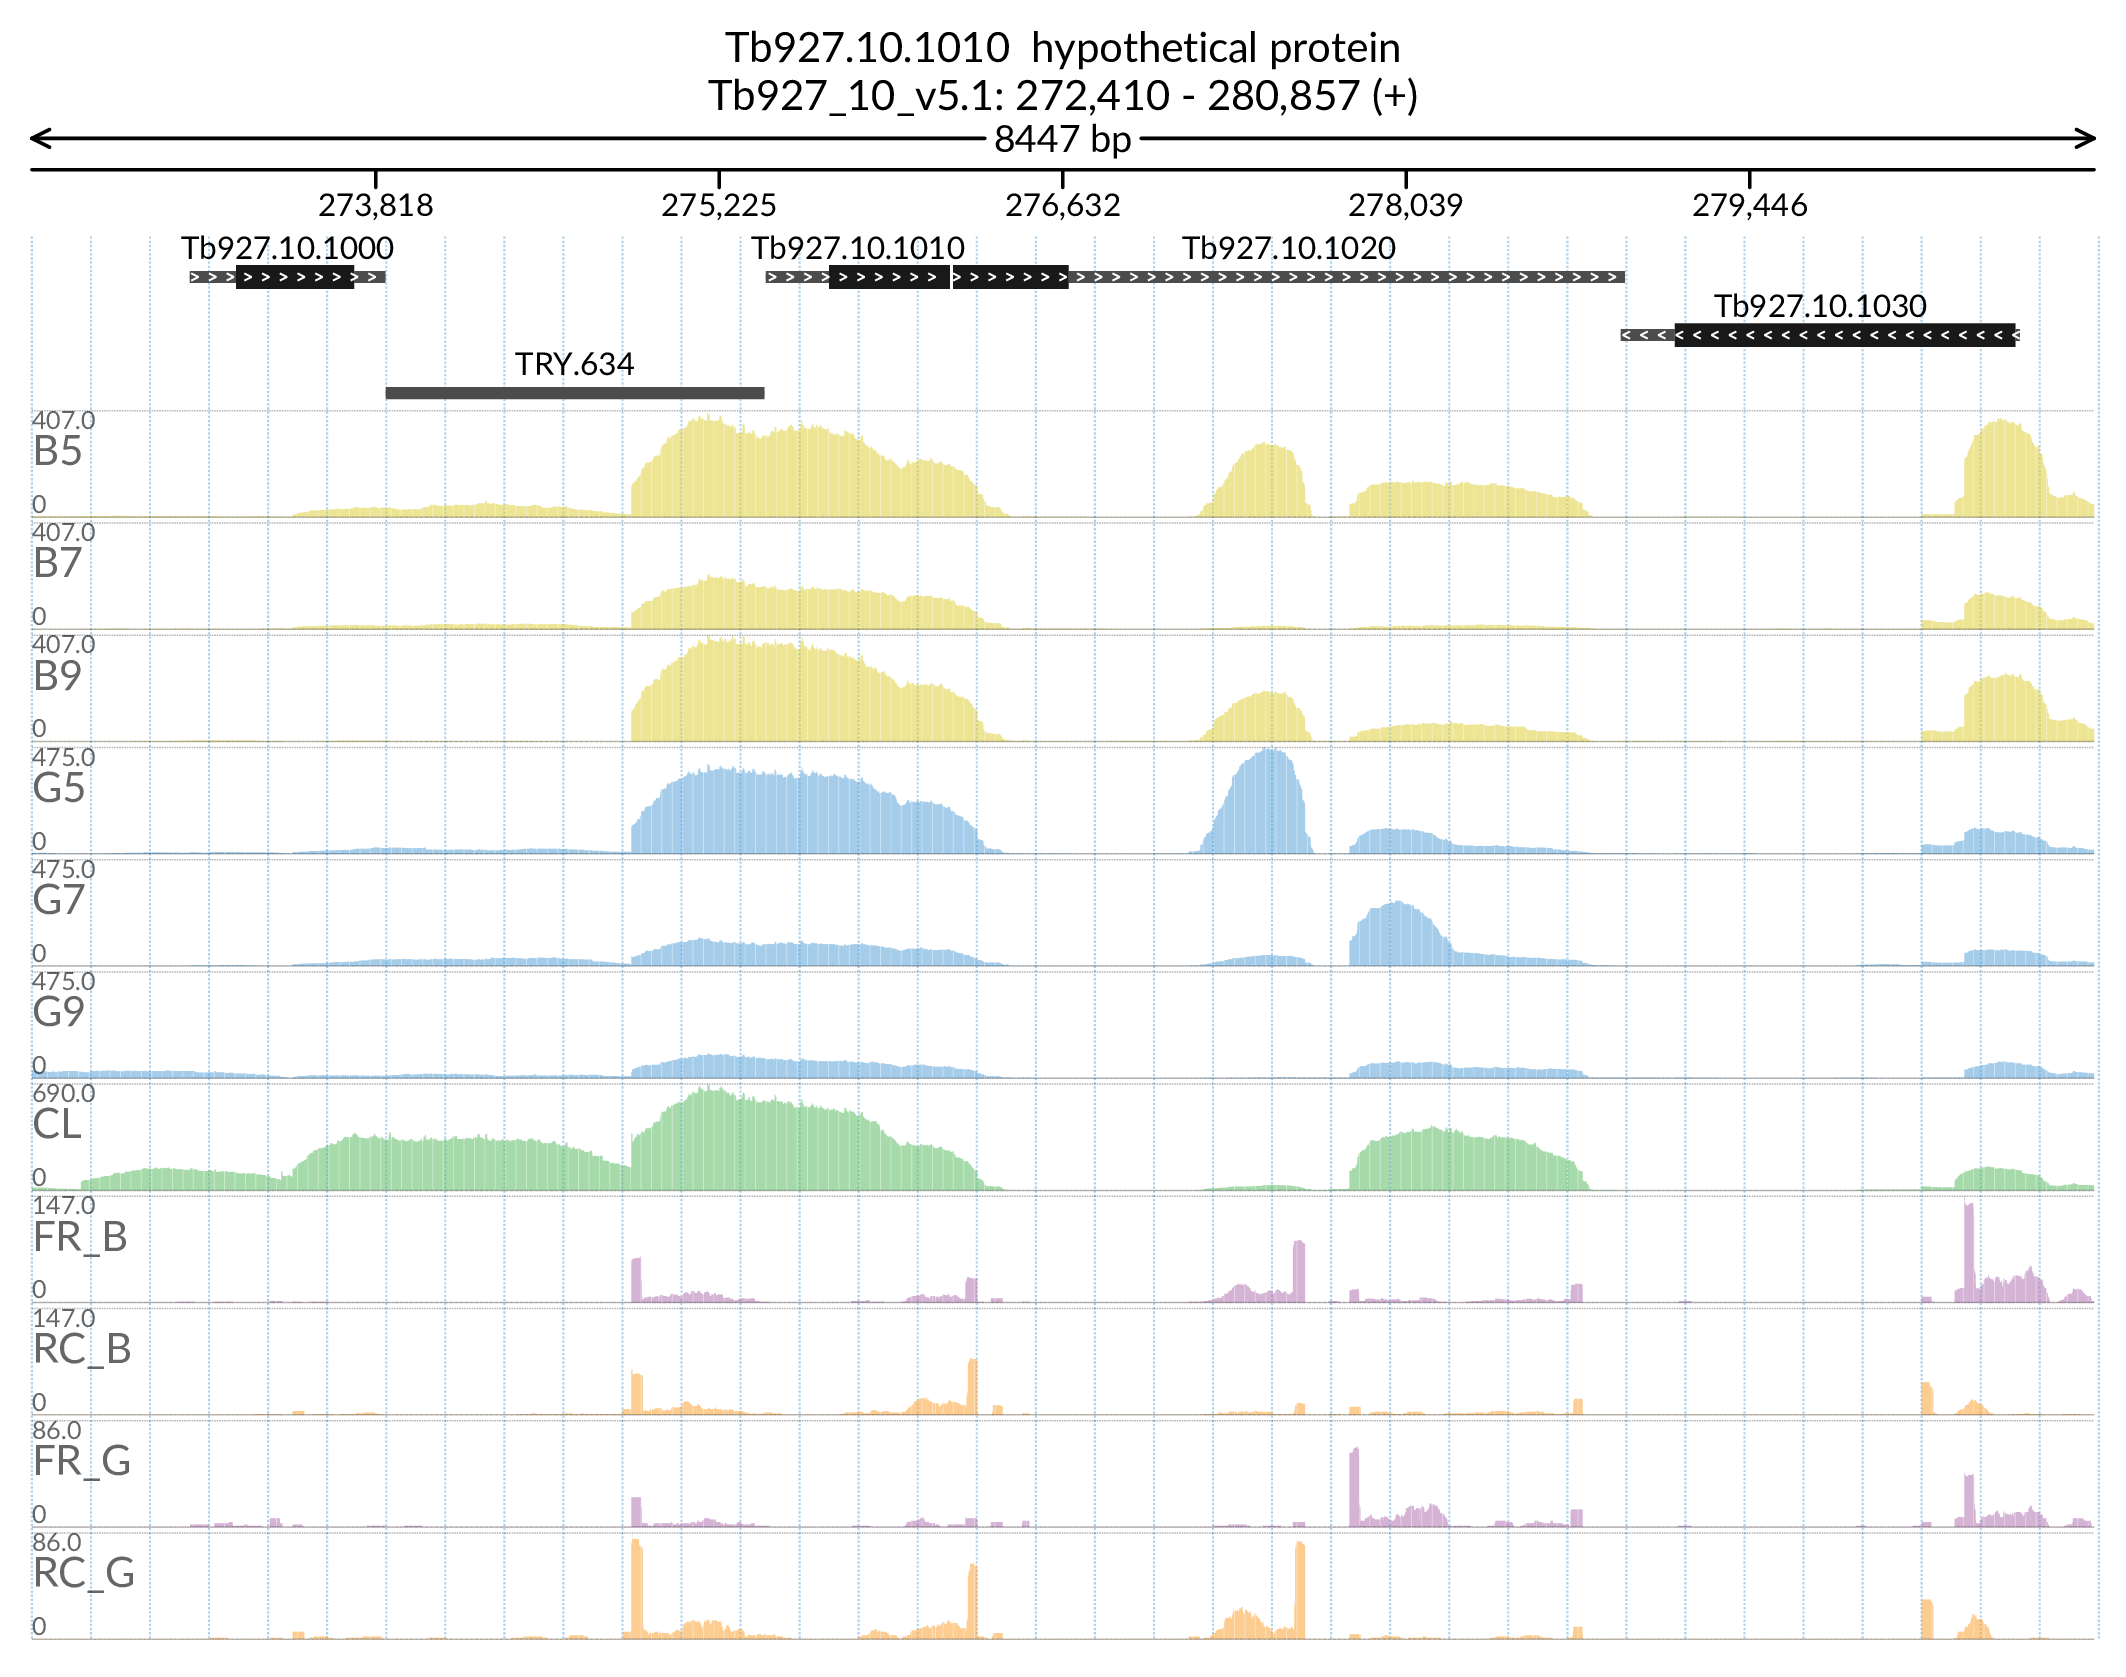 Tb927.10.1010  hypothetical protein
Tb927_10_v5.1: 272,410 - 280,857 (+)
8447 bp
273,818 275,225 276,632 278,039 279,446
Tb927.10.1000 Tb927.10.1010 Tb927.10.1020
Tb927.10.1030
TRY.634
407.0
B5
0
407.0
B7
0
407.0
B9
0
475.0
G5
0
475.0
G7
0
475.0
G9
0
690.0
CL
0
147.0
FR_B
0
147.0
RC_B
0
86.0
FR_G
0
86.0
RC_G
0